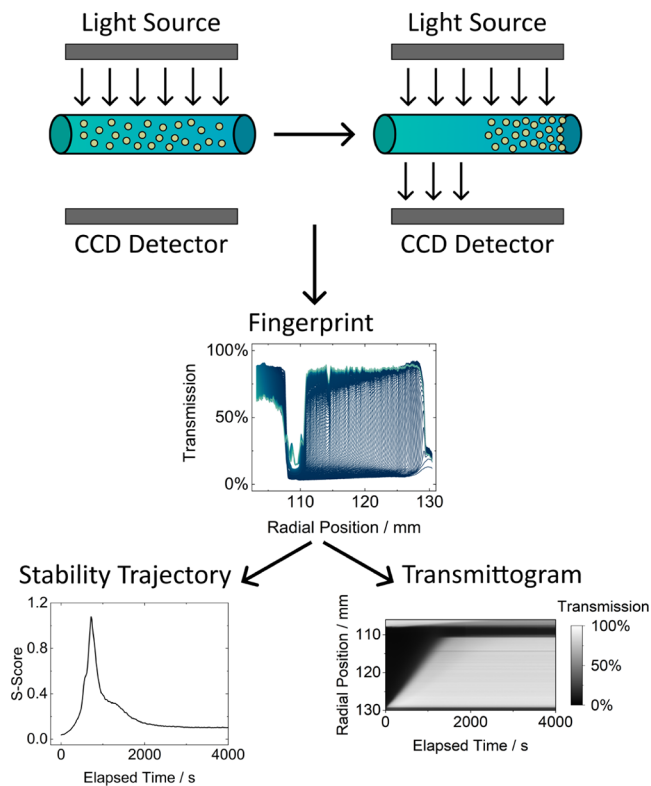 Light Source
Light Source
CCD Detector
CCD Detector
Fingerprint
100%
50%
0%
Transmission
110
120
130
Radial Position / mm
Stability Trajectory
Transmittogram
1.2
0.8
0.4
0.0
S-Score
0
2000
4000
Elapsed Time / s
Radial Position / mm
110
120
130
0
2000
4000
Elapsed Time / s
Transmission
100%
50%
0%